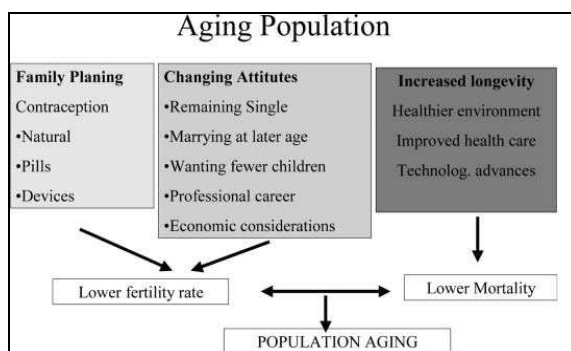 Aging Population
Family Planing
Contraception
•Natural
•Pills
•Devices
Changing Attitutes
•Remaining Single
•Marrying at later age
•Wanting fewer children
•Professional career
•Economic considerations
Increased longevity
Healthier environment
Improved health care
Technolog. advances
Lower fertility rate
Lower Mortality
POPULATION AGING